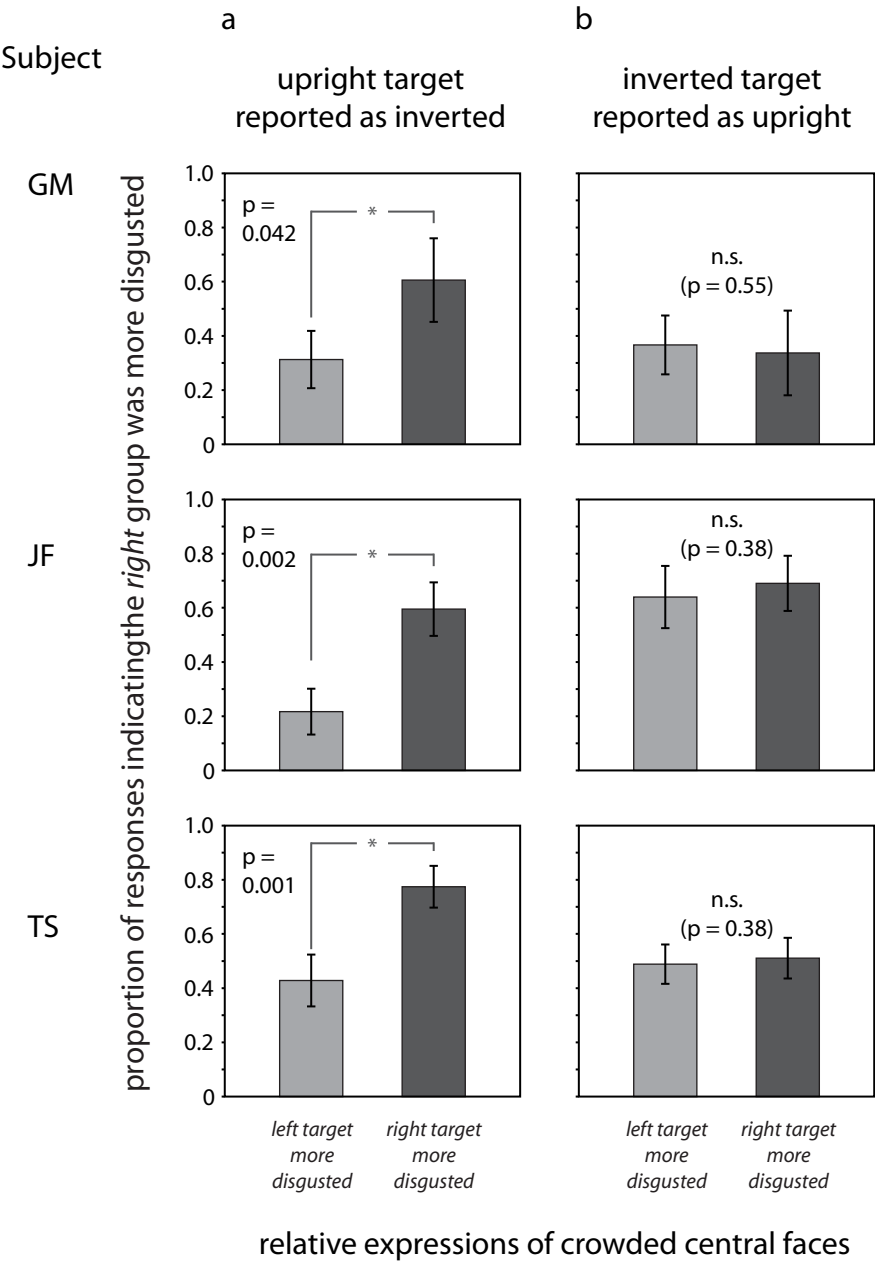 a
b
Subject
upright target
reported as inverted
inverted target
reported as upright
proportion of responses indicatingthe right group was more disgusted
GM
1.0
0.8
0.6
0.4
0.2
0
p =
0.042
*
n.s.
(p = 0.55)
JF
1.0
0.8
0.6
0.4
0.2
0
p =
0.002
*
n.s.
(p = 0.38)
TS
1.0
0.8
0.6
0.4
0.2
0
p =
0.001
*
n.s.
(p = 0.38)
left target
more
disgusted
right target
more
disgusted
left target
more
disgusted
right target
more
disgusted
relative expressions of crowded central faces